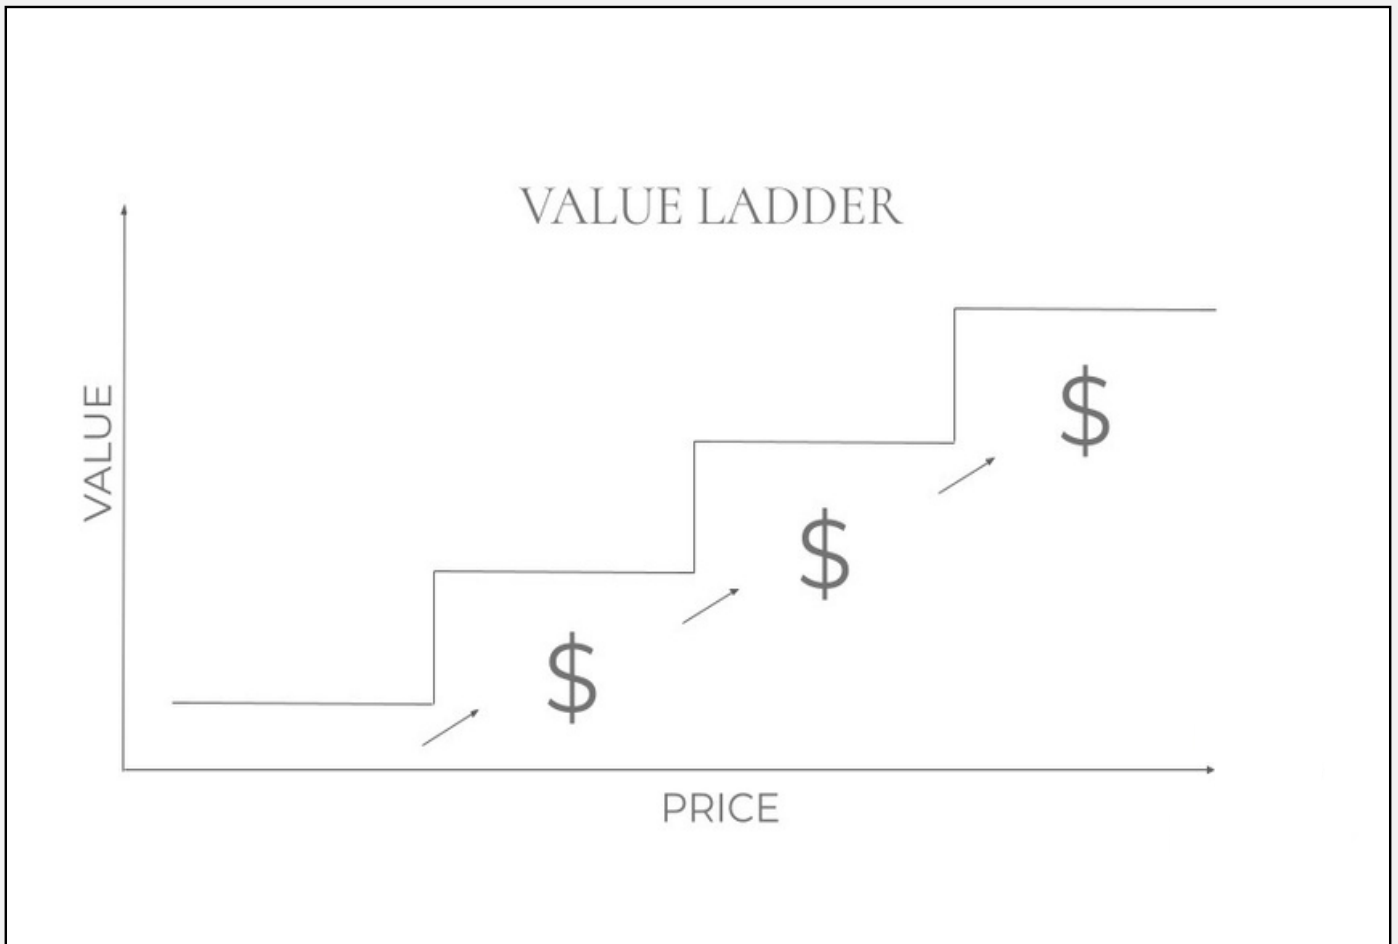 VALUE LADDER
VALUE
$
$
$
PRICE